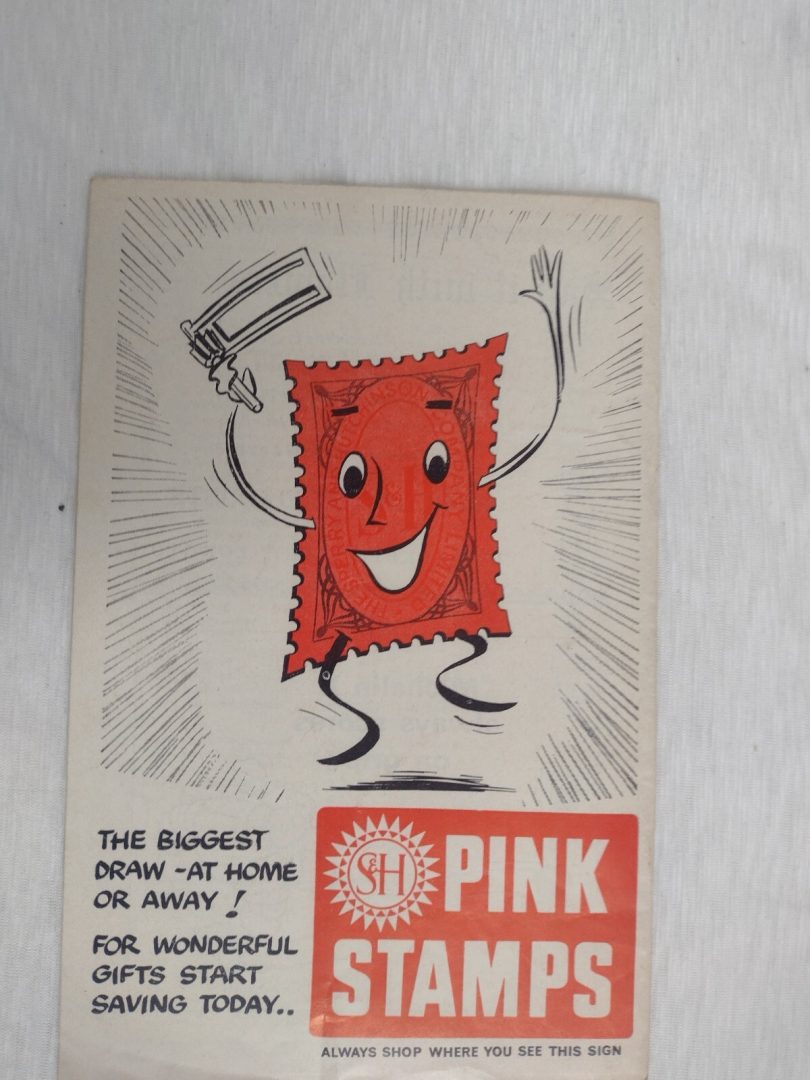 THE BIGGEST
DRAW - AT HOME
OR AWAY !
FOR WONDERFUL
GIFTS START
SAVING TODAY..
S&H PINK
STAMPS
ALWAYS SHOP WHERE YOU SEE THIS SIGN